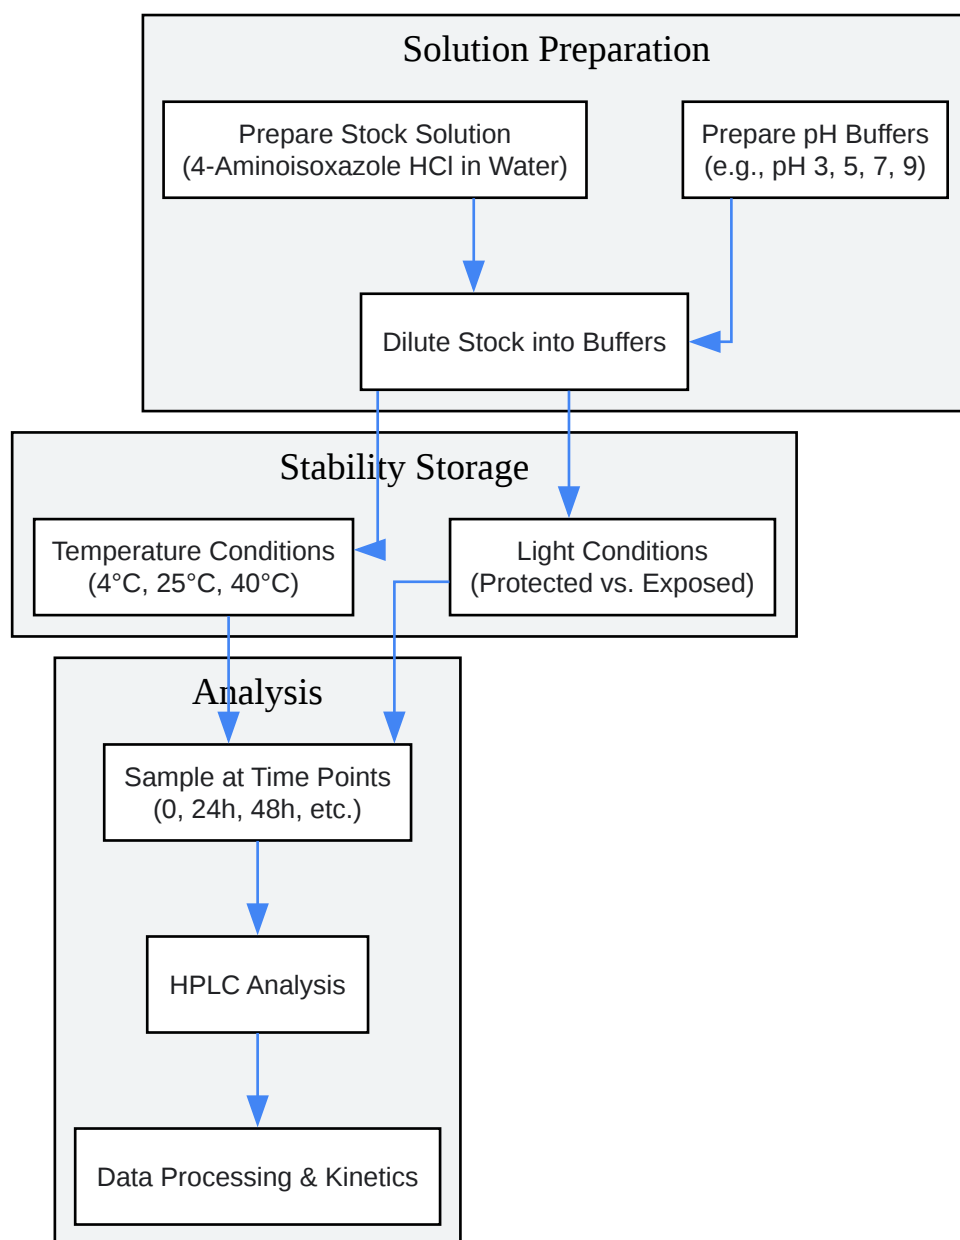 Solution Preparation
Prepare Stock Solution
(4-Aminoisoxazole HCl in Water)
Prepare pH Buffers
(e.g., pH 3, 5, 7, 9)
Dilute Stock into Buffers
Stability Storage
Temperature Conditions
(4°C, 25°C, 40°C)
Light Conditions
(Protected vs. Exposed)
Analysis
Sample at Time Points
(0, 24h, 48h, etc.)
HPLC Analysis
Data Processing & Kinetics